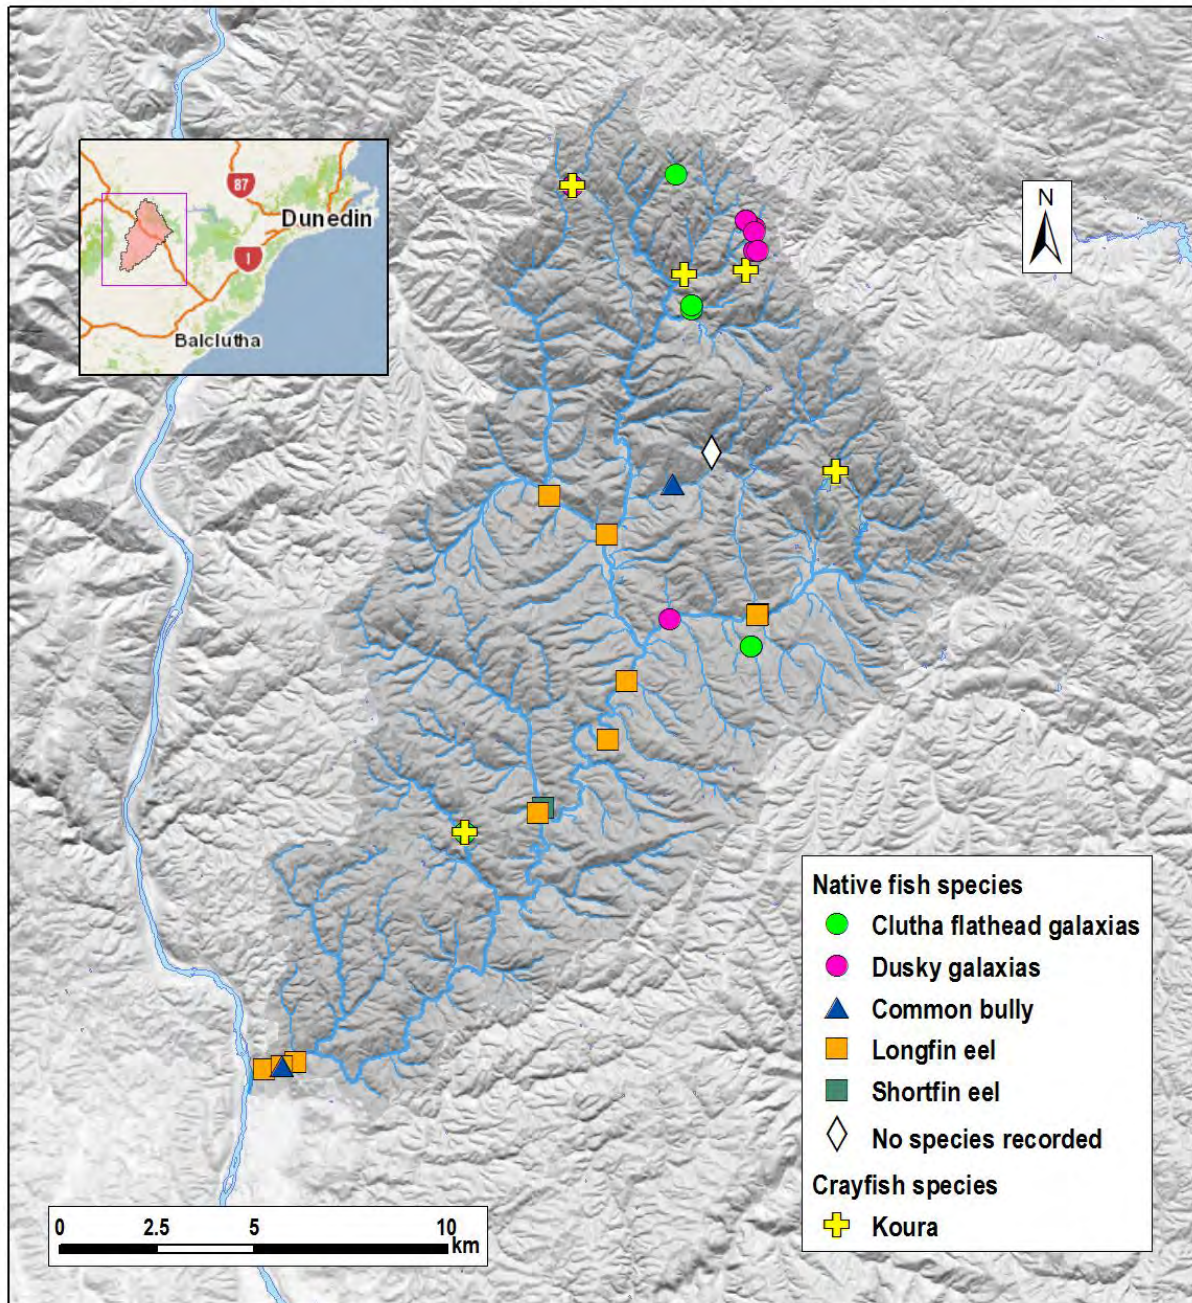 87
Dunedin
1
Balclutha
N
Native fish species
Clutha flathead galaxias
Dusky galaxias
Common bully
Longfin eel
Shortfin eel
No species recorded
Crayfish species
Koura
0 2.5 5 10
km